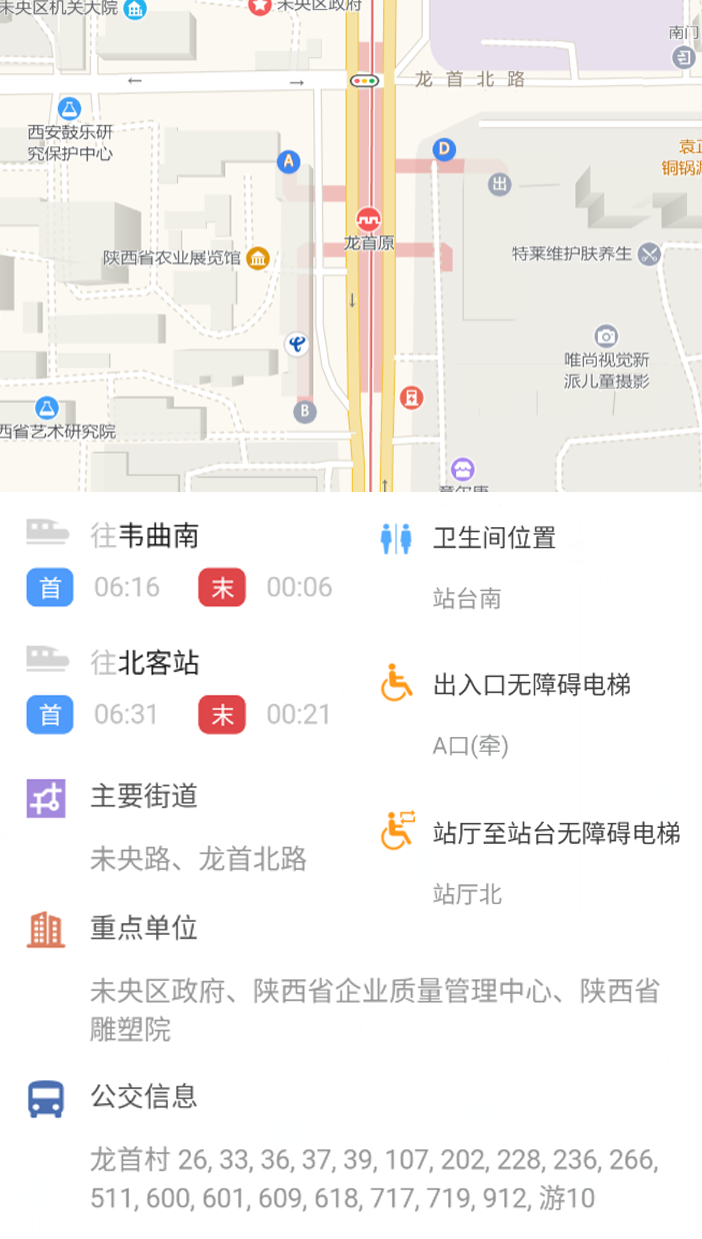 未央区机关大院
未央区政府
南门
龙首北路
西安鼓乐研
究保护中心
A
D
袁正
铜锅涮
出
龙首原
陕西省农业展览馆
特莱维护肤养生
唯尚视觉新
派儿童摄影
B
西省艺术研究院
往韦曲南
首 06:16 末 00:06
往北客站
首 06:31 末 00:21
主要街道
未央路、龙首北路
卫生间位置
站台南
出入口无障碍电梯
A口(牵)
站厅至站台无障碍电梯
站厅北
重点单位
未央区政府、陕西省企业质量管理中心、陕西省
雕塑院
公交信息
龙首村 26, 33, 36, 37, 39, 107, 202, 228, 236, 266,
511, 600, 601, 609, 618, 717, 719, 912, 游10